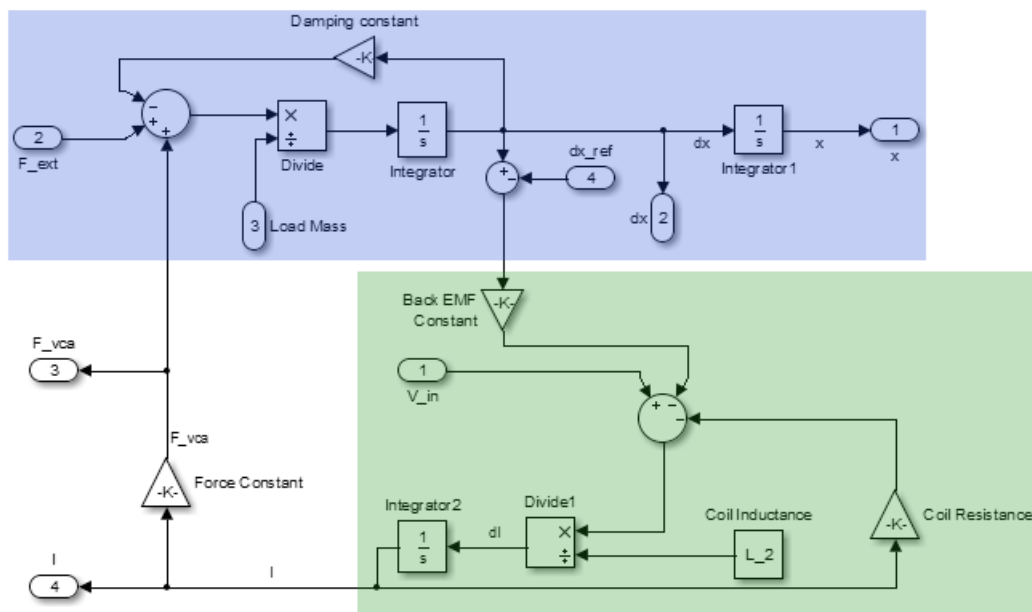 Damping constant
-K-
2
F_ext
−
+
+
×
÷
Divide
1
s
Integrator
dx_ref
4
+
−
dx
1
s
Integrator1
x
1
x
3
Load Mass
dx
2
Back EMF
Constant
-K-
F_vca
3
1
V_in
+
−
−
F_vca
-K-
Force Constant
Integrator2
1
s
dI
Divide1
×
÷
Coil Inductance
L_2
-K-
Coil Resistance
I
4
I